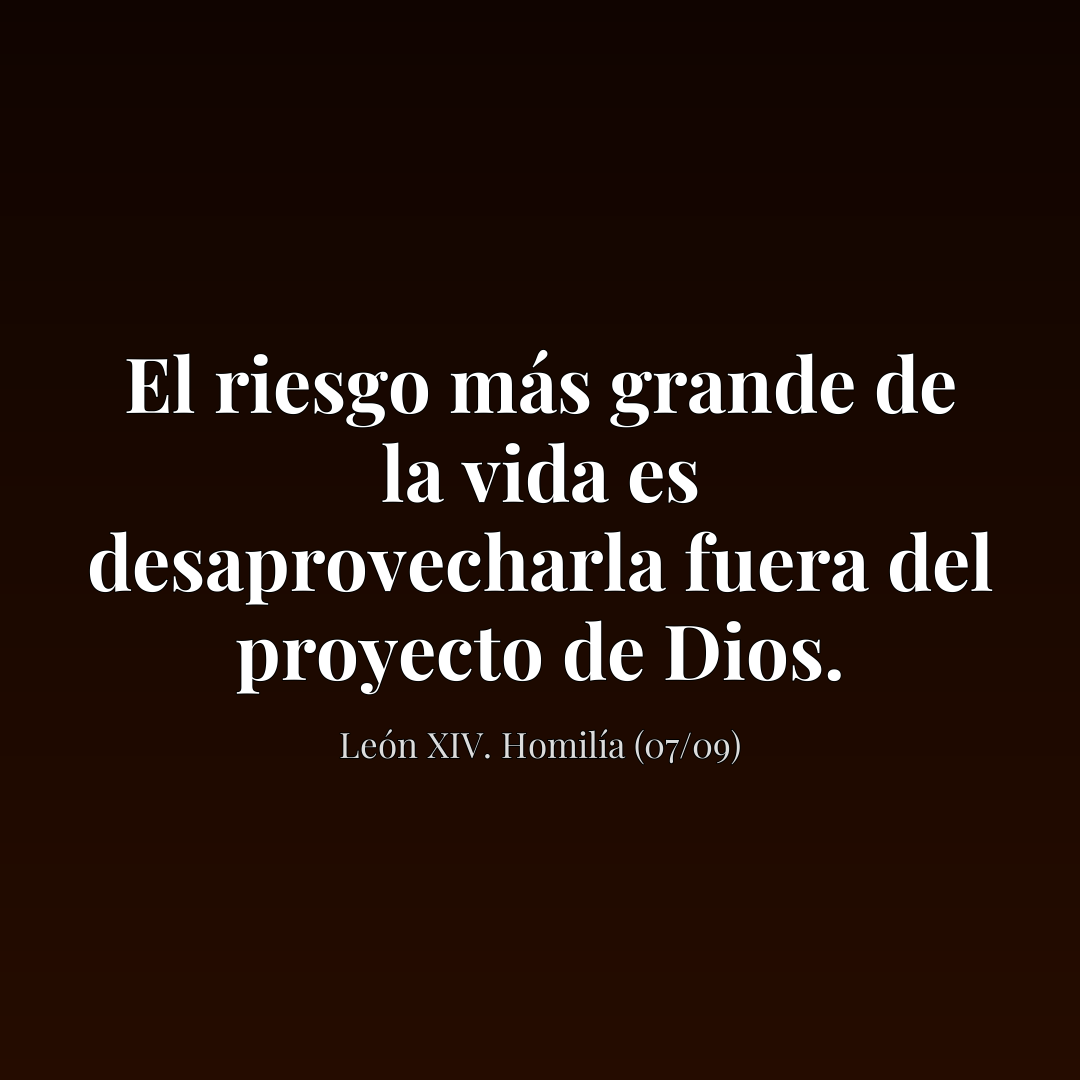 El riesgo más grande de
la vida es
desaprovecharla fuera del
proyecto de Dios.
León XIV. Homilía (07/09)